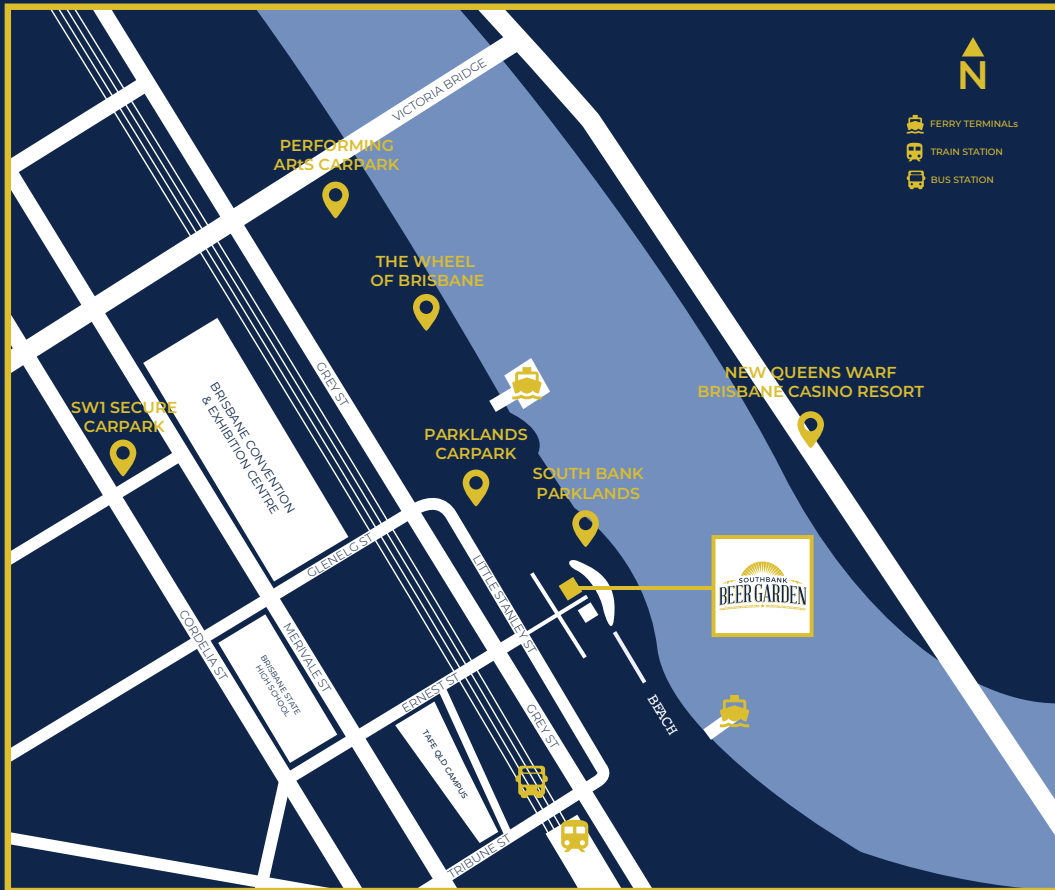 N
FERRY TERMINALs
TRAIN STATION
BUS STATION
VICTORIA BRIDGE
PERFORMING
ARtS CARPARK
THE WHEEL
OF BRISBANE
GREY ST
NEW QUEENS WARF
BRISBANE CASINO RESORT
SW1 SECURE
CARPARK
BRISBANE CONVENTION
& EXHIBITION CENTRE
PARKLANDS
CARPARK
SOUTH BANK
PARKLANDS
GLENELG ST
LITTLE STANLEY ST
SOUTHBANK
BEER GARDEN
CORDELIA ST
MERIVALE ST
BRISBANE STATE
HIGH SCHOOL
ERNEST ST
GREY ST
BEACH
TAFE QLD CAMPUS
TRIBUNE ST